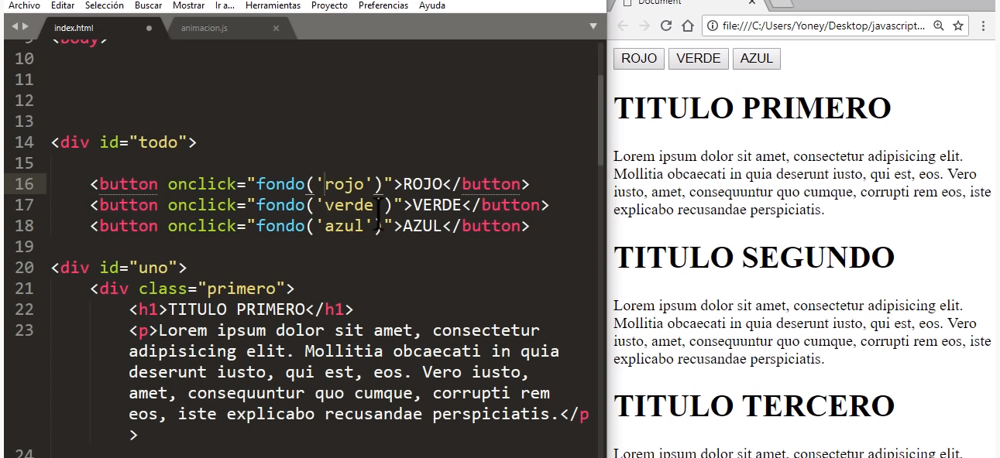 Archivo Editar Selección Buscar Mostrar Ir a... Herramientas Proyecto Preferencias Ayuda
index.html animacion.js
9 <body>
10
11
12
13
14 <div id="todo">
15
16 <button onclick="fondo('rojo')">ROJO</button>
17 <button onclick="fondo('verde')">VERDE</button>
18 <button onclick="fondo('azul')">AZUL</button>
19
20 <div id="uno">
21 <div class="primero">
22 <h1>TITULO PRIMERO</h1>
23 <p>Lorem ipsum dolor sit amet, consectetur
adipisicing elit. Mollitia obcaecati in quia
deserunt iusto, qui est, eos. Vero iusto,
amet, consequuntur quo cumque, corrupti rem
eos, iste explicabo recusandae perspiciatis.</p
>
24
Document
file:///C:/Users/Yoney/Desktop/javascript...
ROJO VERDE AZUL
TITULO PRIMERO
Lorem ipsum dolor sit amet, consectetur adipisicing elit.
Mollitia obcaecati in quia deserunt iusto, qui est, eos. Vero
iusto, amet, consequuntur quo cumque, corrupti rem eos, iste
explicabo recusandae perspiciatis.
TITULO SEGUNDO
Lorem ipsum dolor sit amet, consectetur adipisicing elit.
Mollitia obcaecati in quia deserunt iusto, qui est, eos. Vero
iusto, amet, consequuntur quo cumque, corrupti rem eos, iste
explicabo recusandae perspiciatis.
TITULO TERCERO
Lorem ipsum dolor sit amet, consectetur adipisicing elit.